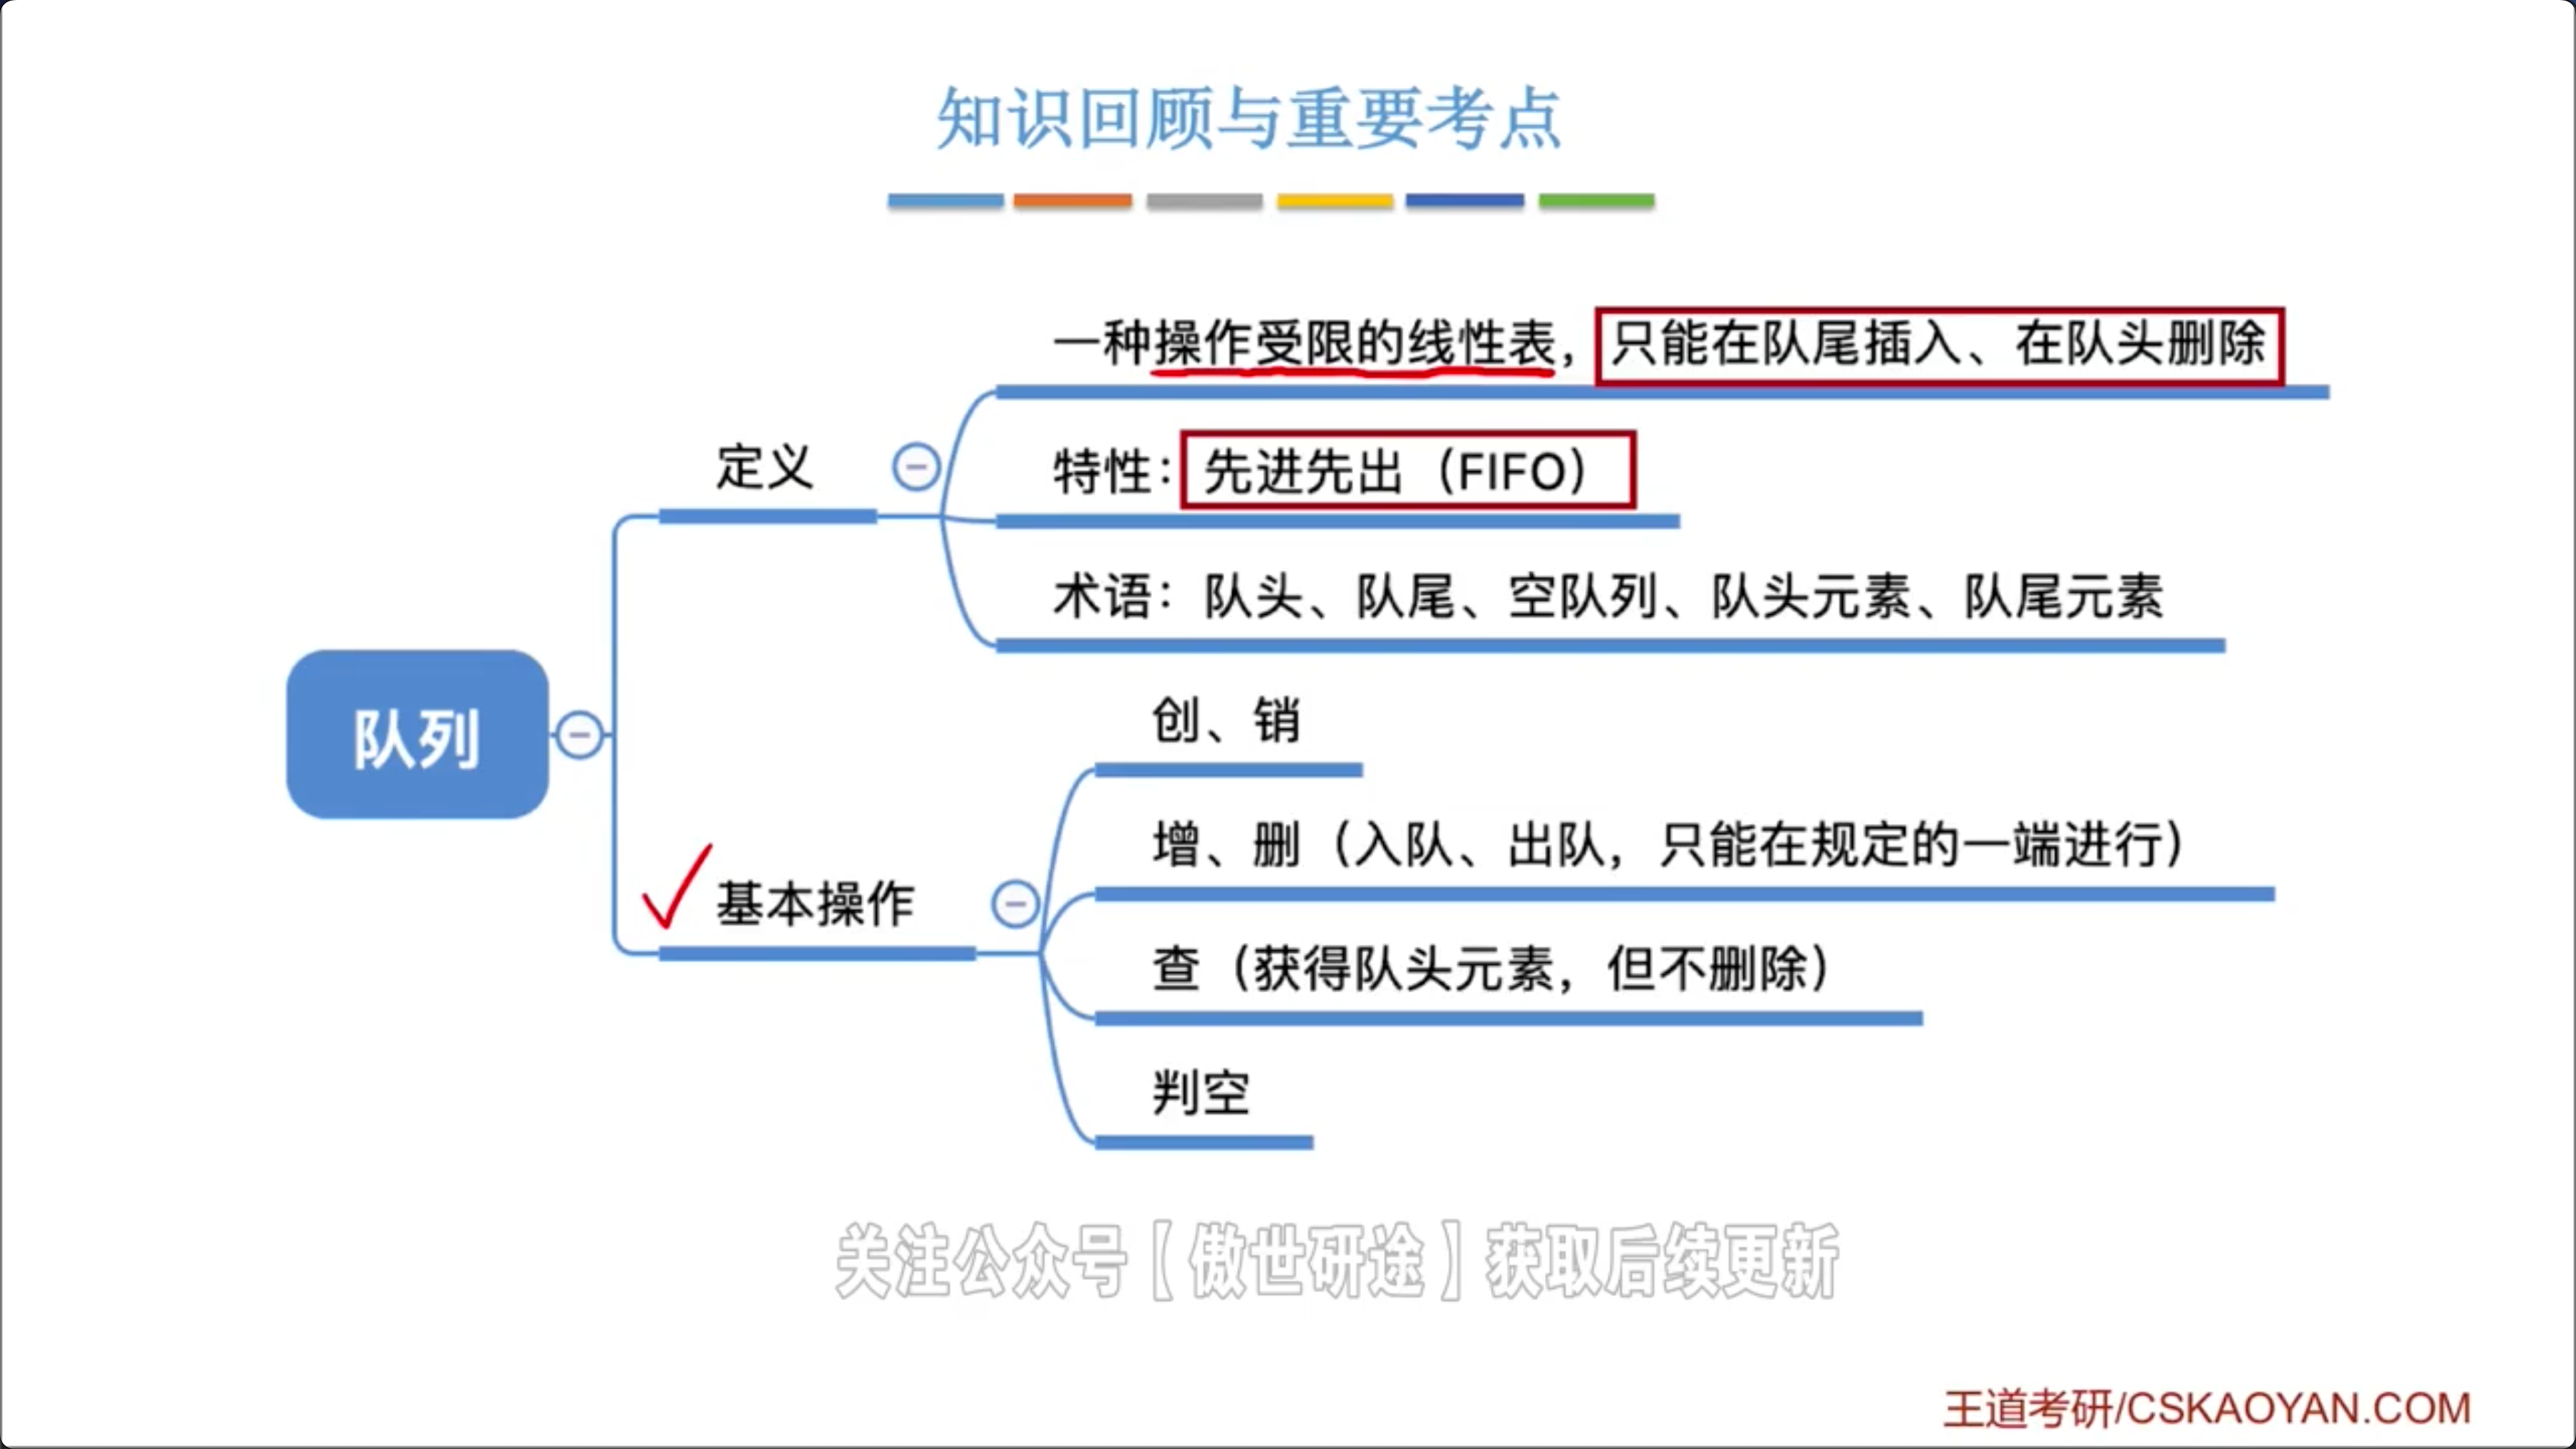 知识回顾与重要考点
一种操作受限的线性表，只能在队尾插入、在队头删除
定义
特性：先进先出（FIFO）
术语：队头、队尾、空队列、队头元素、队尾元素
队列
创、销
增、删（入队、出队，只能在规定的一端进行）
基本操作
查（获得队头元素，但不删除）
判空
关注公众号【傲世研途】获取后续更新
王道考研/CSKAOYAN.COM